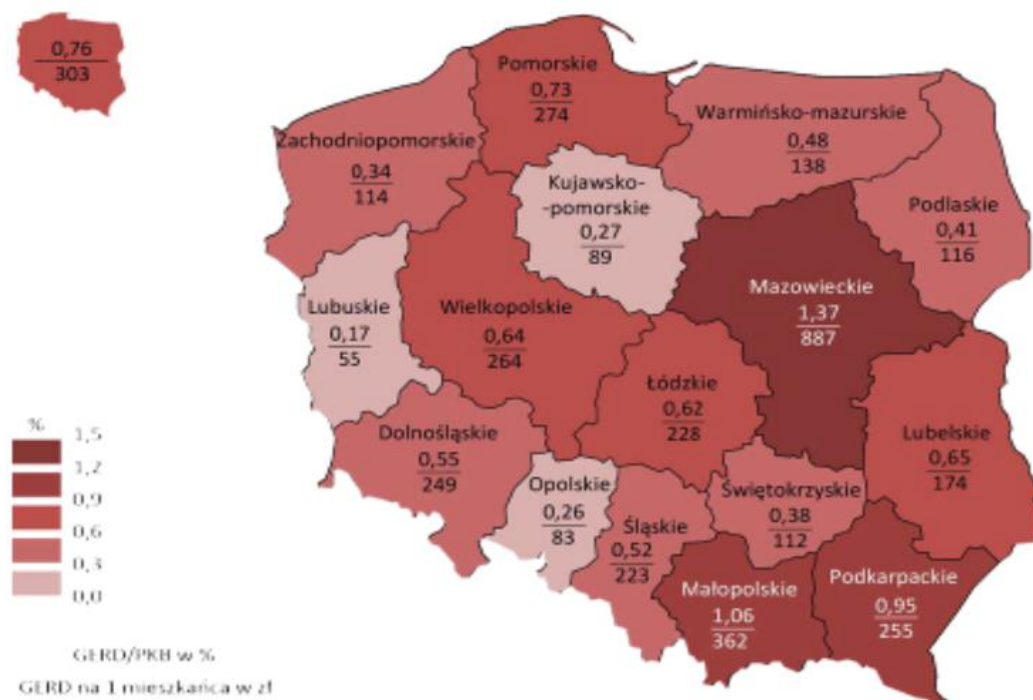 0,76
303
Pomorskie
0,73
274
Warmińsko-mazurskie
0,48
138
Zachodniopomorskie
0,34
114
Kujawsko-
-pomorskie
0,27
89
Podlaskie
0,41
116
Mazowieckie
1,37
887
Lubuskie
0,17
55
Wielkopolskie
0,64
264
Łódzkie
0,62
228
Dolnośląskie
0,55
249
Lubelskie
0,65
174
Opolskie
0,26
83
Śląskie
0,52
223
Świętokrzyskie
0,38
112
Małopolskie
1,06
362
Podkarpackie
0,95
255
%
1,5
1,2
0,9
0,6
0,3
0,0
GERD/PKB w %
GERD na 1 mieszkańca w zł